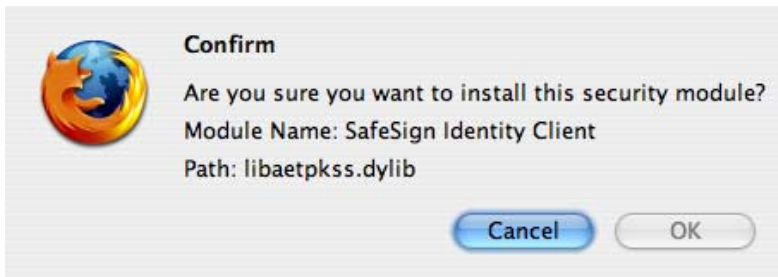 Confirm
Are you sure you want to install this security module?
Module Name: SafeSign Identity Client
Path: libaetpkss.dylib
Cancel OK